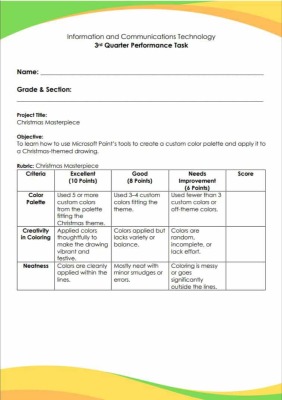 Information and Communications Technology
3rd Quarter Performance Task
Name:
Grade & Section:
Project Title:
Christmas Masterpiece
Objective:
To learn how to use Microsoft Paint's tools to create a custom color palette and apply it to
a Christmas-themed drawing.
Rubric: Christmas Masterpiece
Criteria
Excellent
(10 Points)
Good
(8 Points)
Needs
Improvement
(6 Points)
Score
Color
Palette
Used 5 or more
custom colors
from the palette
fitting the
Christmas theme.
Used 3-4 custom
colors fitting the
theme.
Used fewer than 3
custom colors or
off-theme colors.
Creativity
in Coloring
Applied colors
thoughtfully to
make the drawing
vibrant and
festive.
Colors applied but
lacks variety or
balance.
Colors are
random,
incomplete, or
lack effort.
Neatness
Colors are cleanly
applied within the
lines.
Mostly neat with
minor smudges or
errors.
Coloring is messy
or goes
significantly
outside the lines.